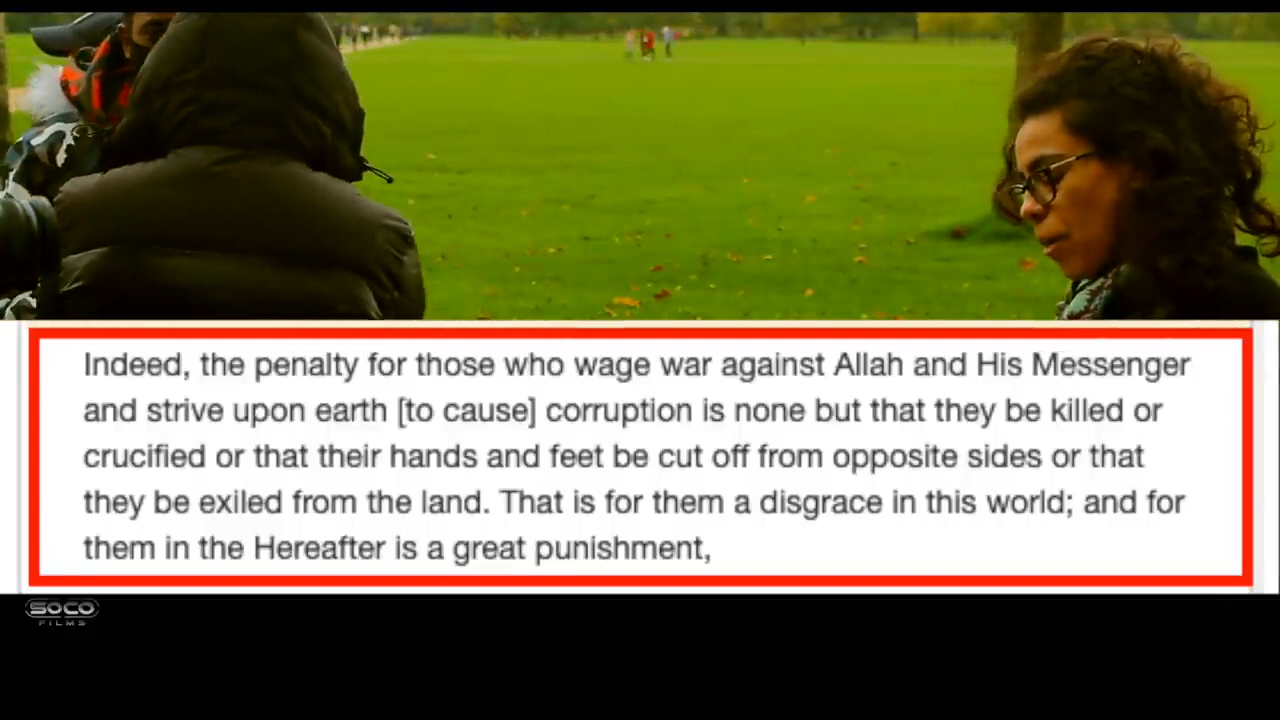 Indeed, the penalty for those who wage war against Allah and His Messenger
and strive upon earth [to cause] corruption is none but that they be killed or
crucified or that their hands and feet be cut off from opposite sides or that
they be exiled from the land. That is for them a disgrace in this world; and for
them in the Hereafter is a great punishment,
SOCO
FILMS